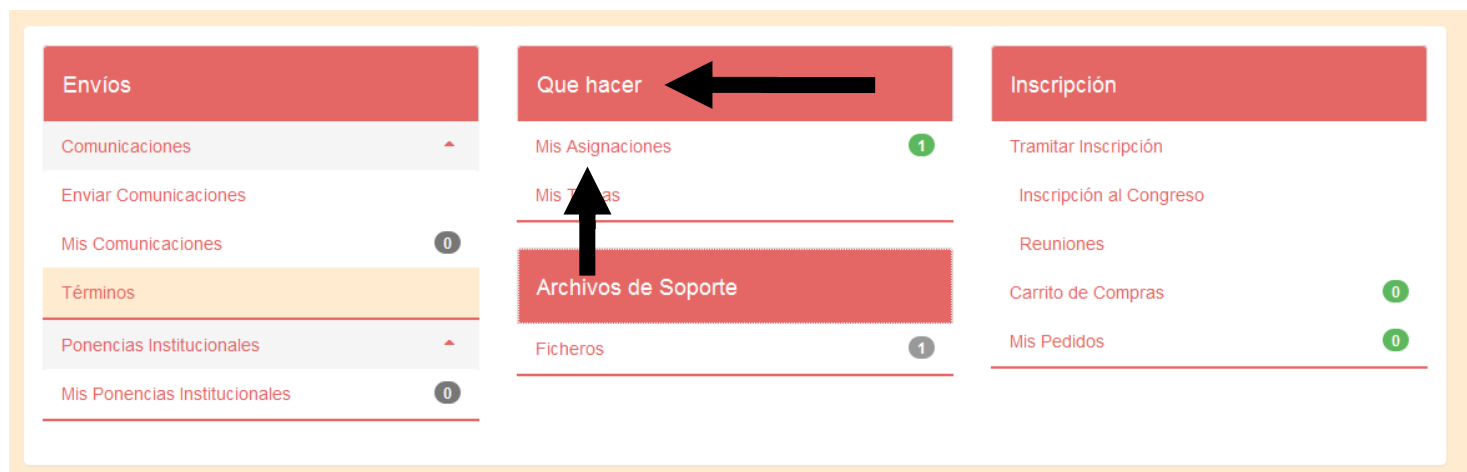 Envíos
Comunicaciones
Enviar Comunicaciones
Mis Comunicaciones 0
Términos
Ponencias Institucionales
Mis Ponencias Institucionales 0
Que hacer
Mis Asignaciones 1
Mis
Archivos de Soporte
Ficheros 1
Inscripción
Tramitar Inscripción
Inscripción al Congreso
Reuniones
Carrito de Compras 0
Mis Pedidos 0